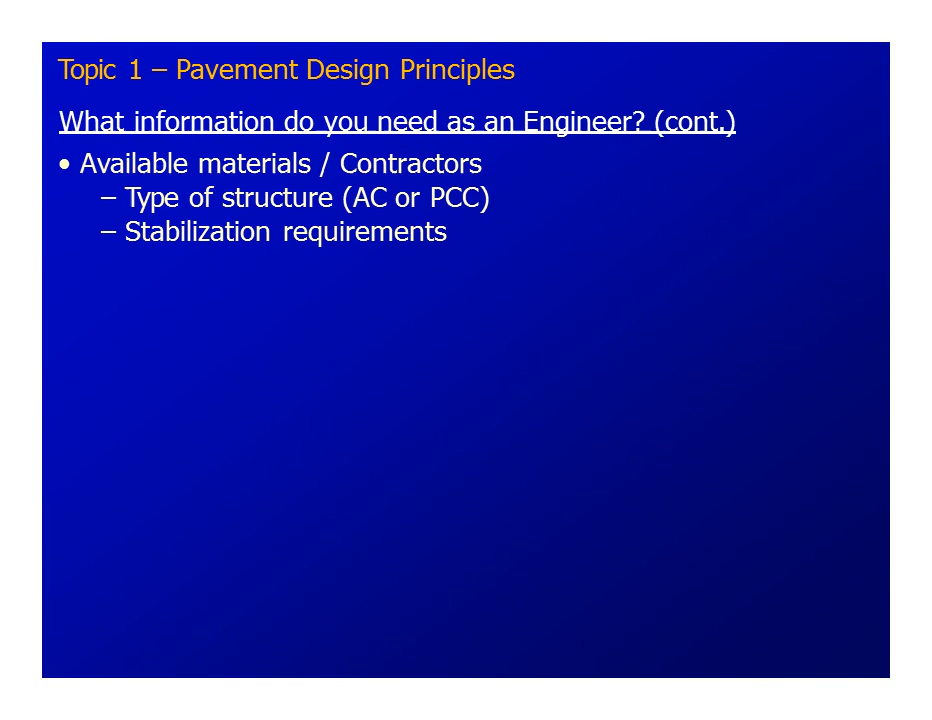 Topic 1 – Pavement Design Principles
What information do you need as an Engineer? (cont.)
• Available materials / Contractors
– Type of structure (AC or PCC)
– Stabilization requirements